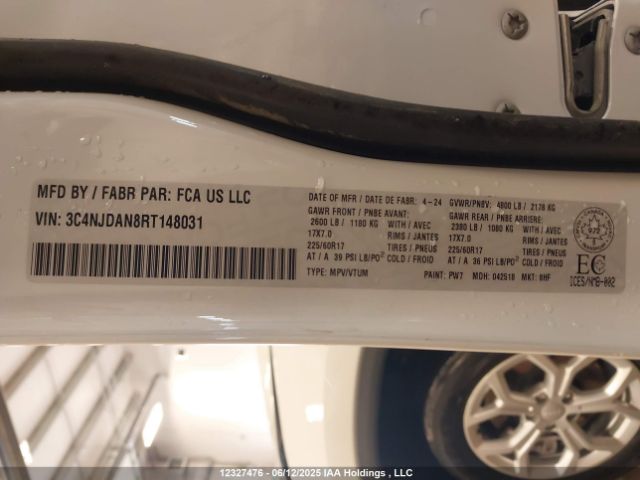 MFD BY / FABR PAR: FCA US LLC
VIN: 3C4NJDAN8RT148031
DATE OF MFR / DATE DE FABR: 4-24 GVWR/PNBV: 4800 LB / 2178 KG
GAWR FRONT / PNBE AVANT: GAWR REAR / PNBE ARRIERE:
2600 LB / 1180 KG WITH / AVEC 2380 LB / 1080 KG WITH / AVEC
17X7.0 RIMS / JANTES 17X7.0 RIMS / JANTES
225/60R17 TIRES / PNEUS 225/60R17 TIRES / PNEUS
AT / A 39 PSI LB/PO² COLD / FROID AT / A 36 PSI LB/PO² COLD / FROID
TYPE: MPV/VTUM PAINT: PW7 MDH: 042518 MKT: BHF
972
EC
ICES/NMB-002
12327476 - 06/12/2025 IAA Holdings , LLC